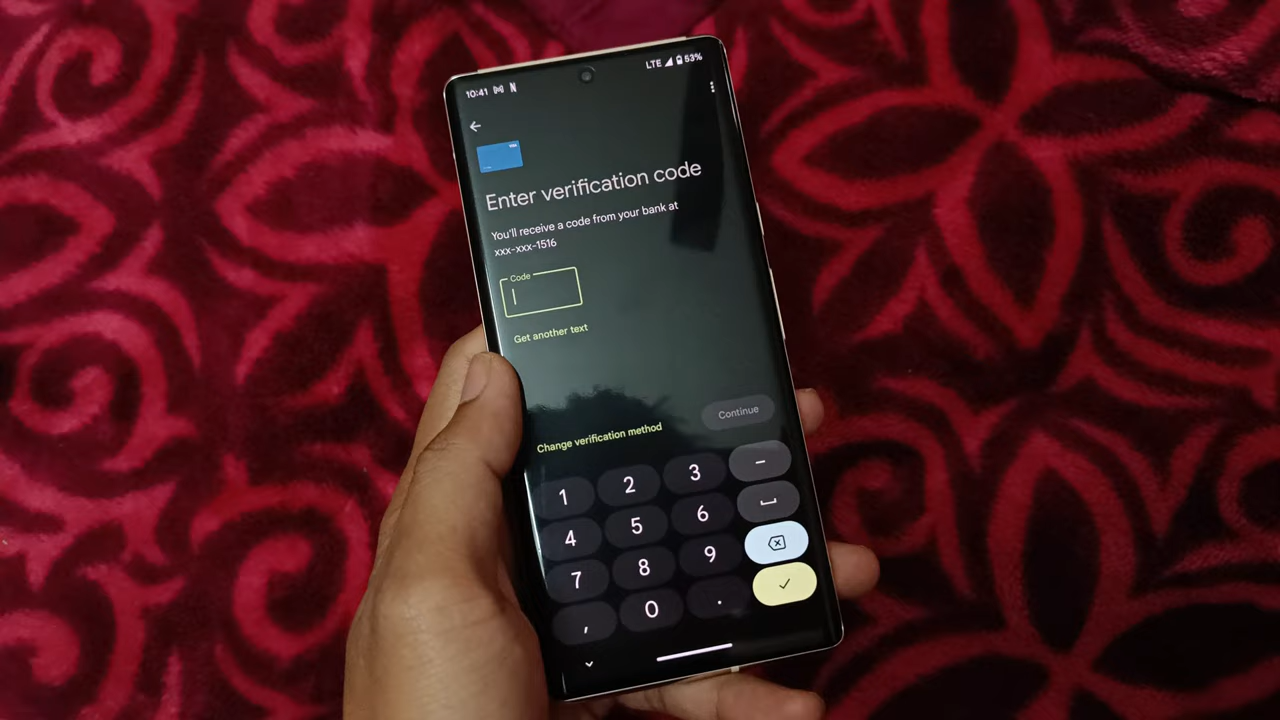 10:41 N LTE 53%
Enter verification code
You'll receive a code from your bank at
xxx-xxx-1516
Code
Get another text
Continue
Change verification method
1 2 3 -
4 5 6
7 8 9
, 0 .